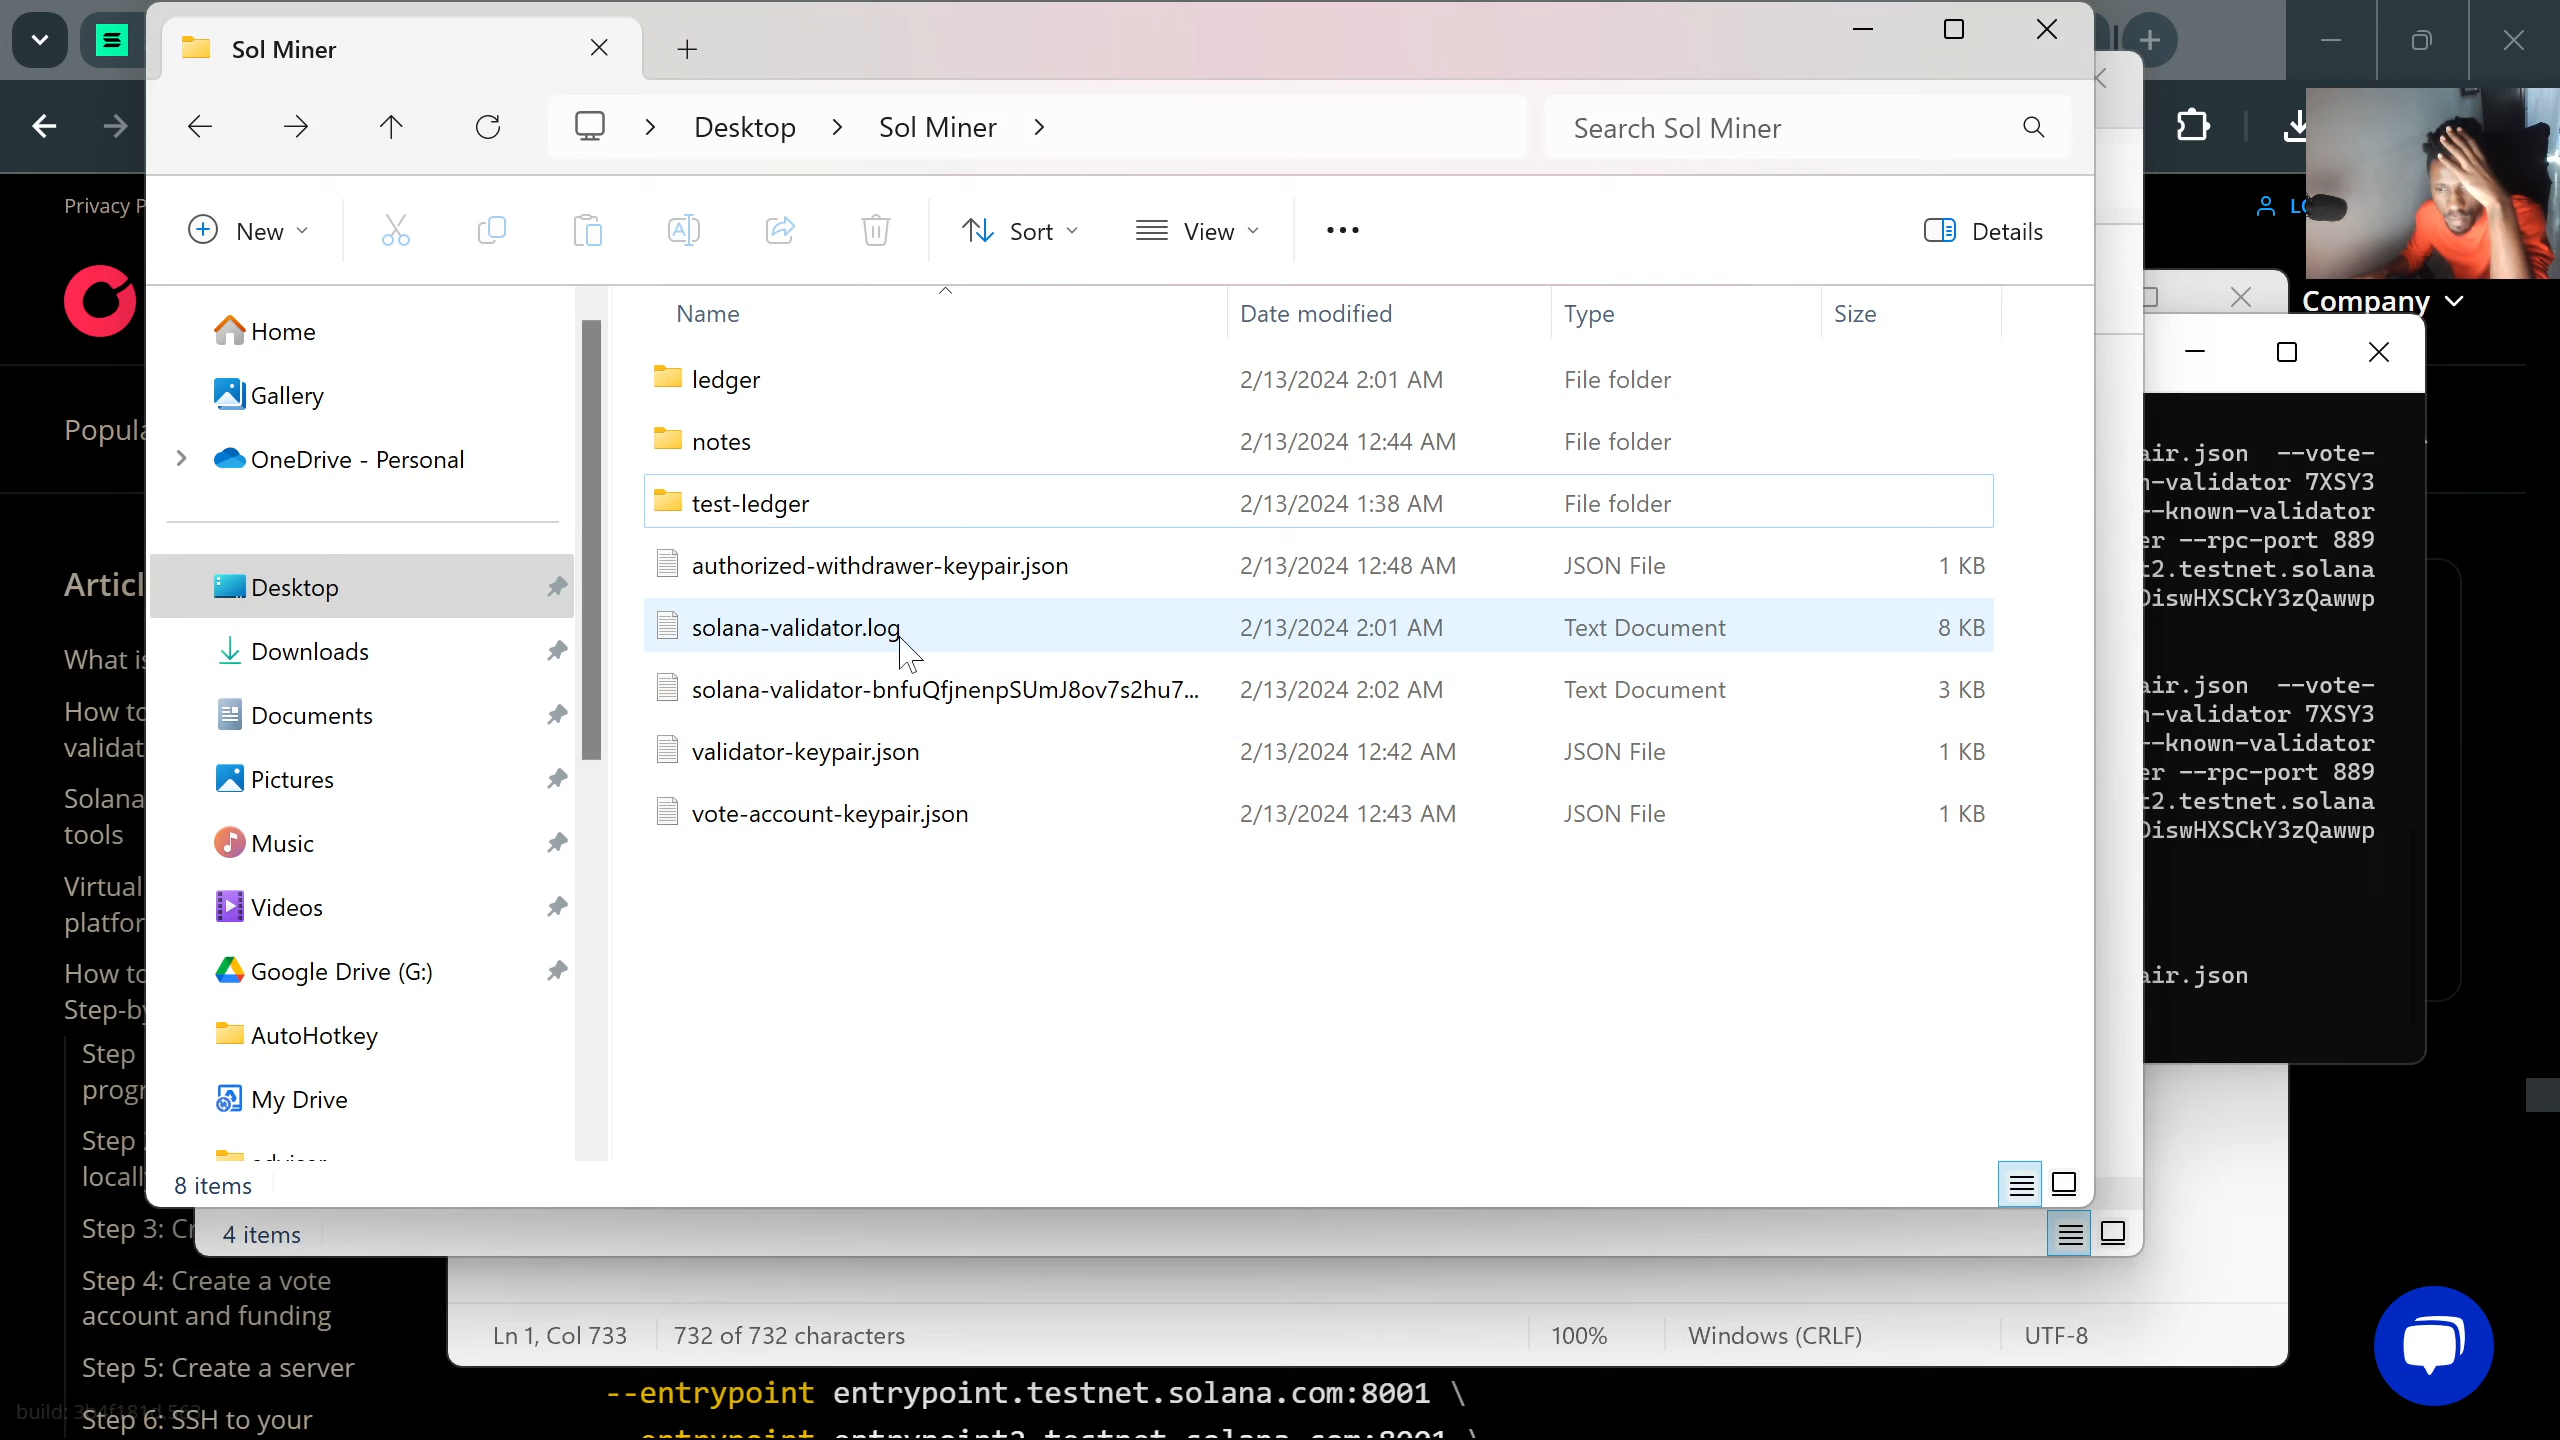 Sol Miner
Desktop
Sol Miner
Search Sol Miner
New
Sort
View
Details
Name
Date modified
Type
Size
ledger 2/13/2024 2:01 AM File folder
notes 2/13/2024 12:44 AM File folder
test-ledger 2/13/2024 1:38 AM File folder
authorized-withdrawer-keypair.json 2/13/2024 12:48 AM JSON File 1 KB
solana-validator.log 2/13/2024 2:01 AM Text Document 8 KB
solana-validator-bnfuQfjnenpSUmJ8ov7s2hu7... 2/13/2024 2:02 AM Text Document 3 KB
validator-keypair.json 2/13/2024 12:42 AM JSON File 1 KB
vote-account-keypair.json 2/13/2024 12:43 AM JSON File 1 KB
Home
Gallery
OneDrive - Personal
Desktop
Downloads
Documents
Pictures
Music
Videos
Google Drive (G:)
AutoHotkey
My Drive
8 items
4 items
Ln 1, Col 733
732 of 732 characters
100%
Windows (CRLF)
UTF-8
Privacy P
Popula
Articl
What is
How to
validat
Solana
tools
Virtual
platfor
How to
Step-by
Step
progr
Step
locall
Step 3: Cr
Step 4: Create a vote
account and funding
Step 5: Create a server
Step 6: SSH to your
Company
air.json --vote-
n-validator 7XSY3
--known-validator
er --rpc-port 889
t2.testnet.solana
DiswHXSCkY3zQawwp
air.json --vote-
n-validator 7XSY3
--known-validator
er --rpc-port 889
t2.testnet.solana
DiswHXSCkY3zQawwp
air.json
--entrypoint entrypoint.testnet.solana.com:8001 \